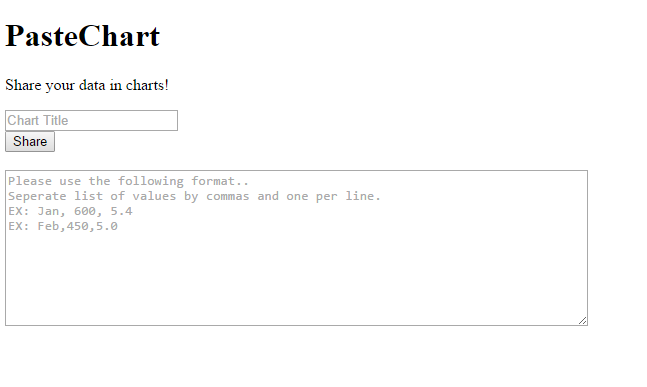 PasteChart
Share your data in charts!
Chart Title
Share
Please use the following format..
Seperate list of values by commas and one per line.
EX: Jan, 600, 5.4
EX: Feb,450,5.0